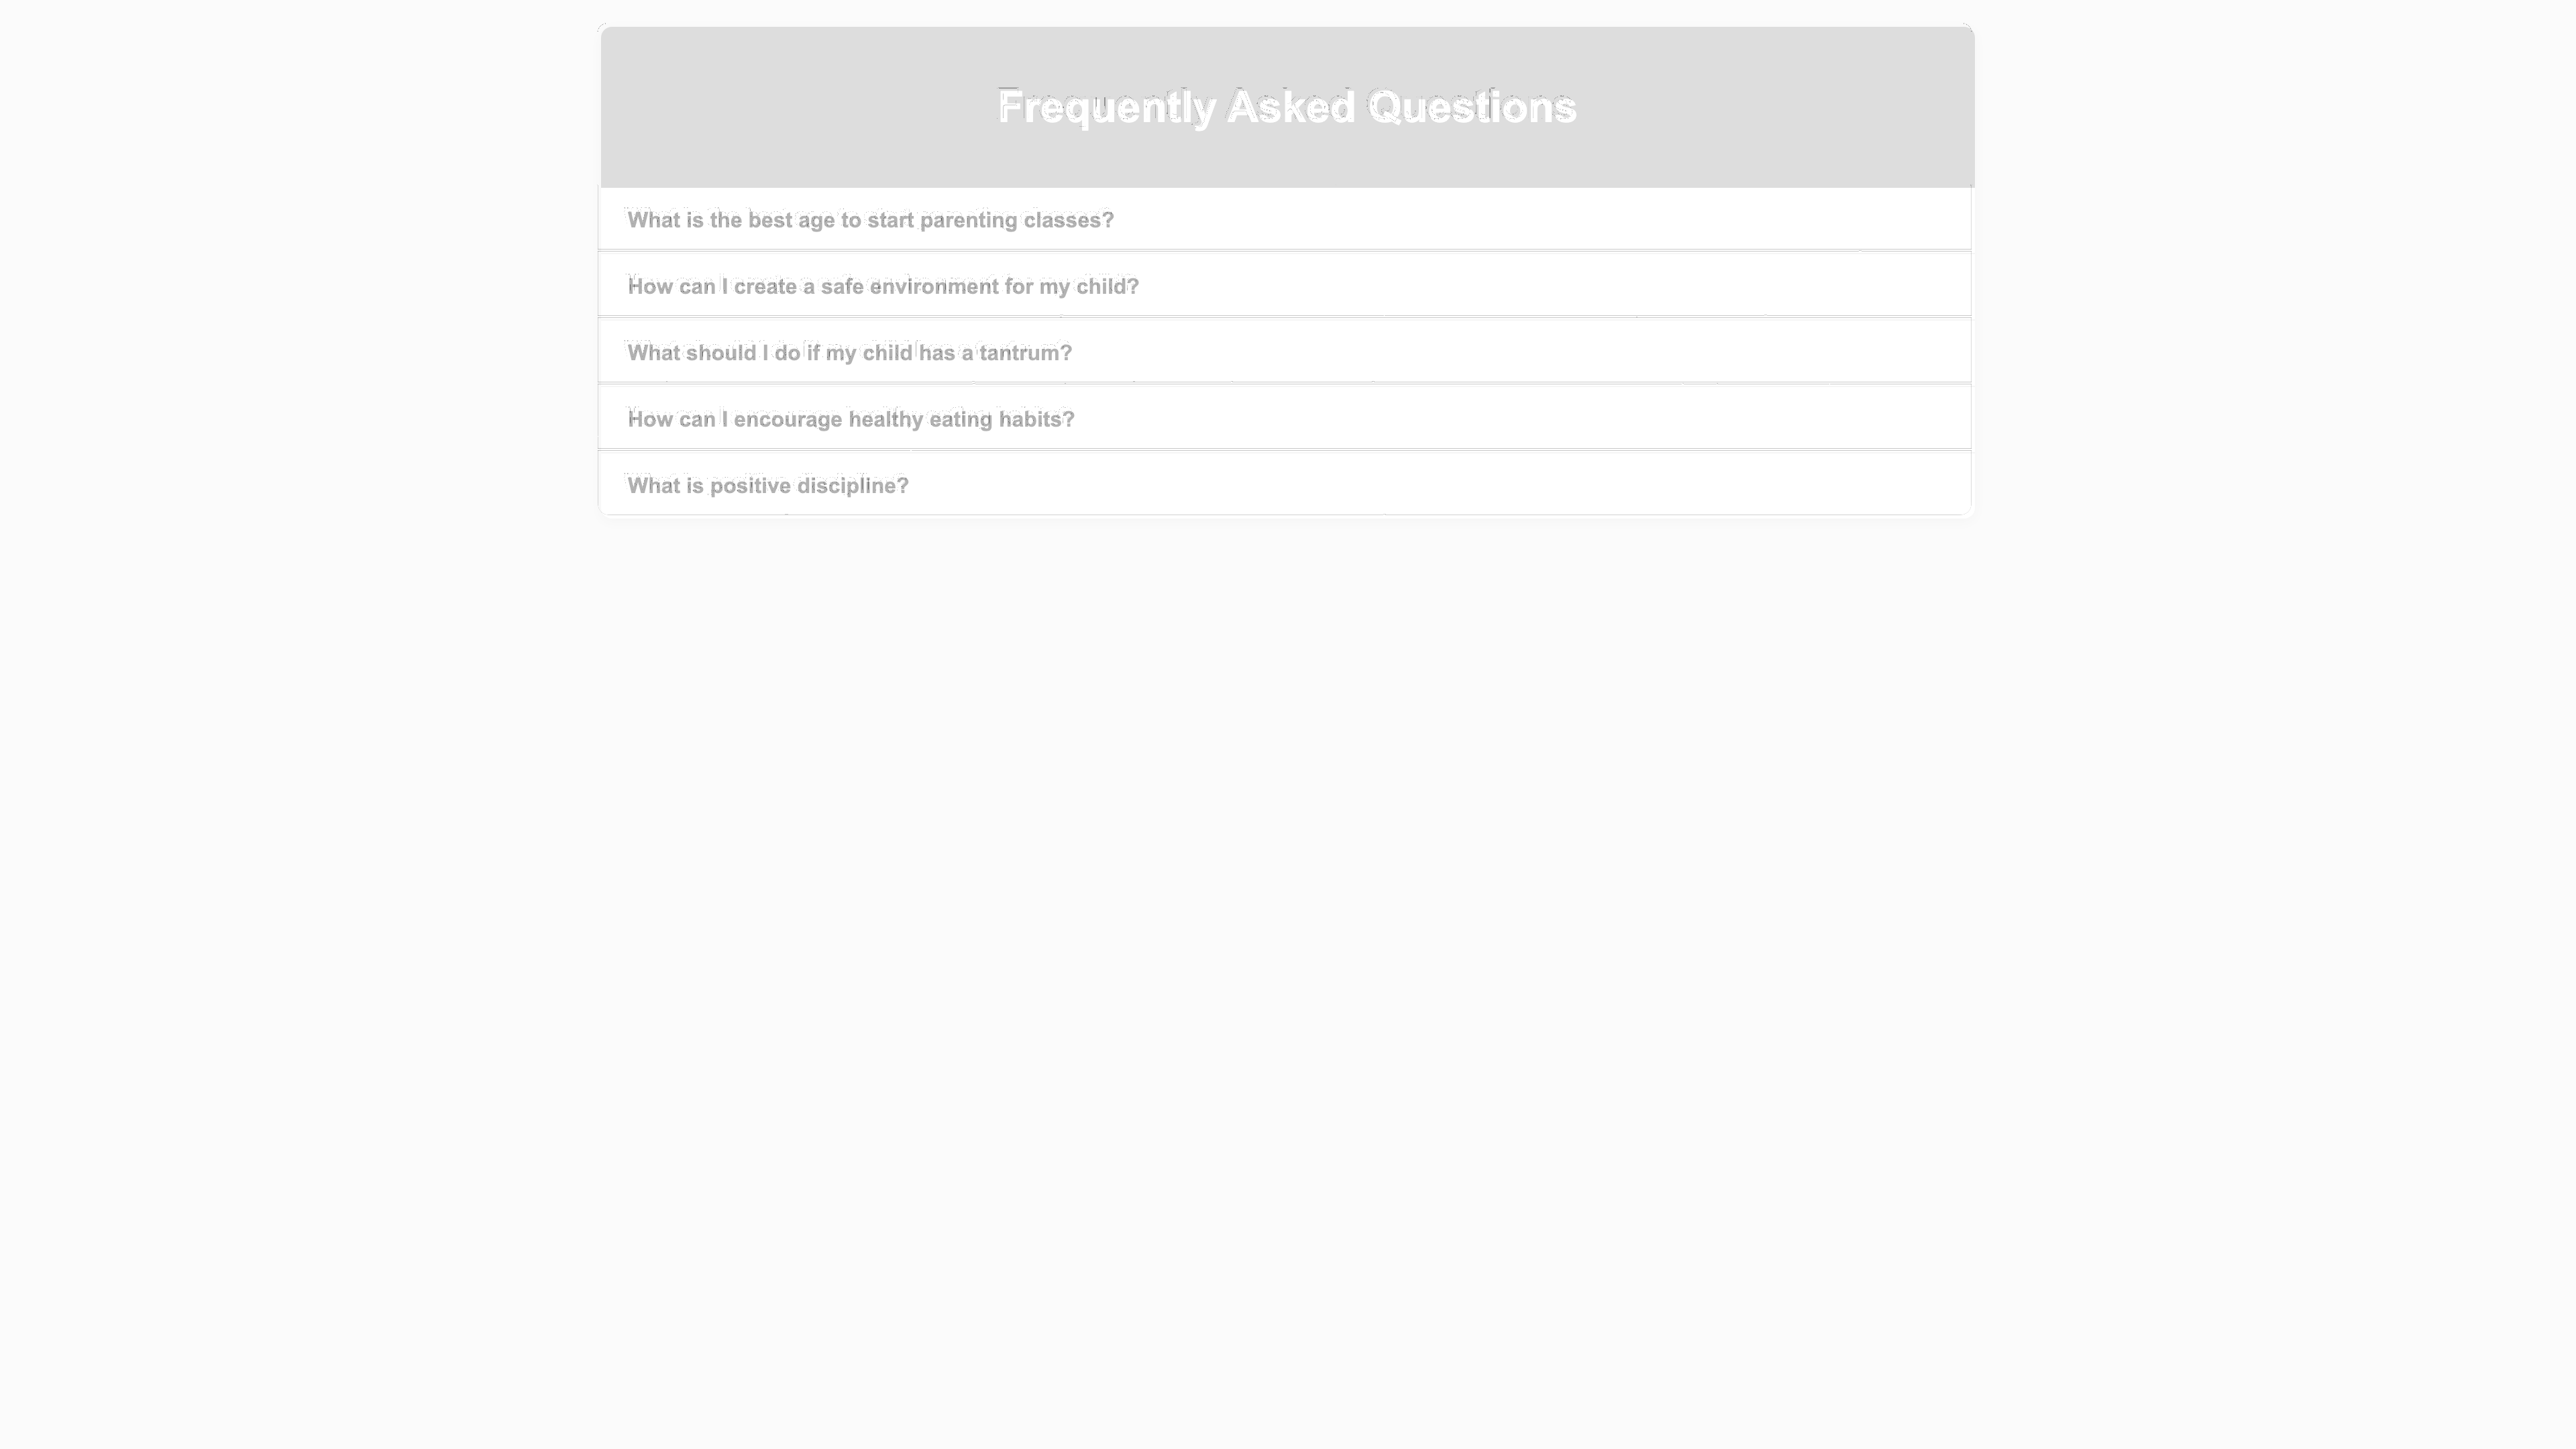 Frequently Asked Questions
What is the best age to start parenting classes?
How can I create a safe environment for my child?
What should I do if my child has a tantrum?
How can I encourage healthy eating habits?
What is positive discipline?